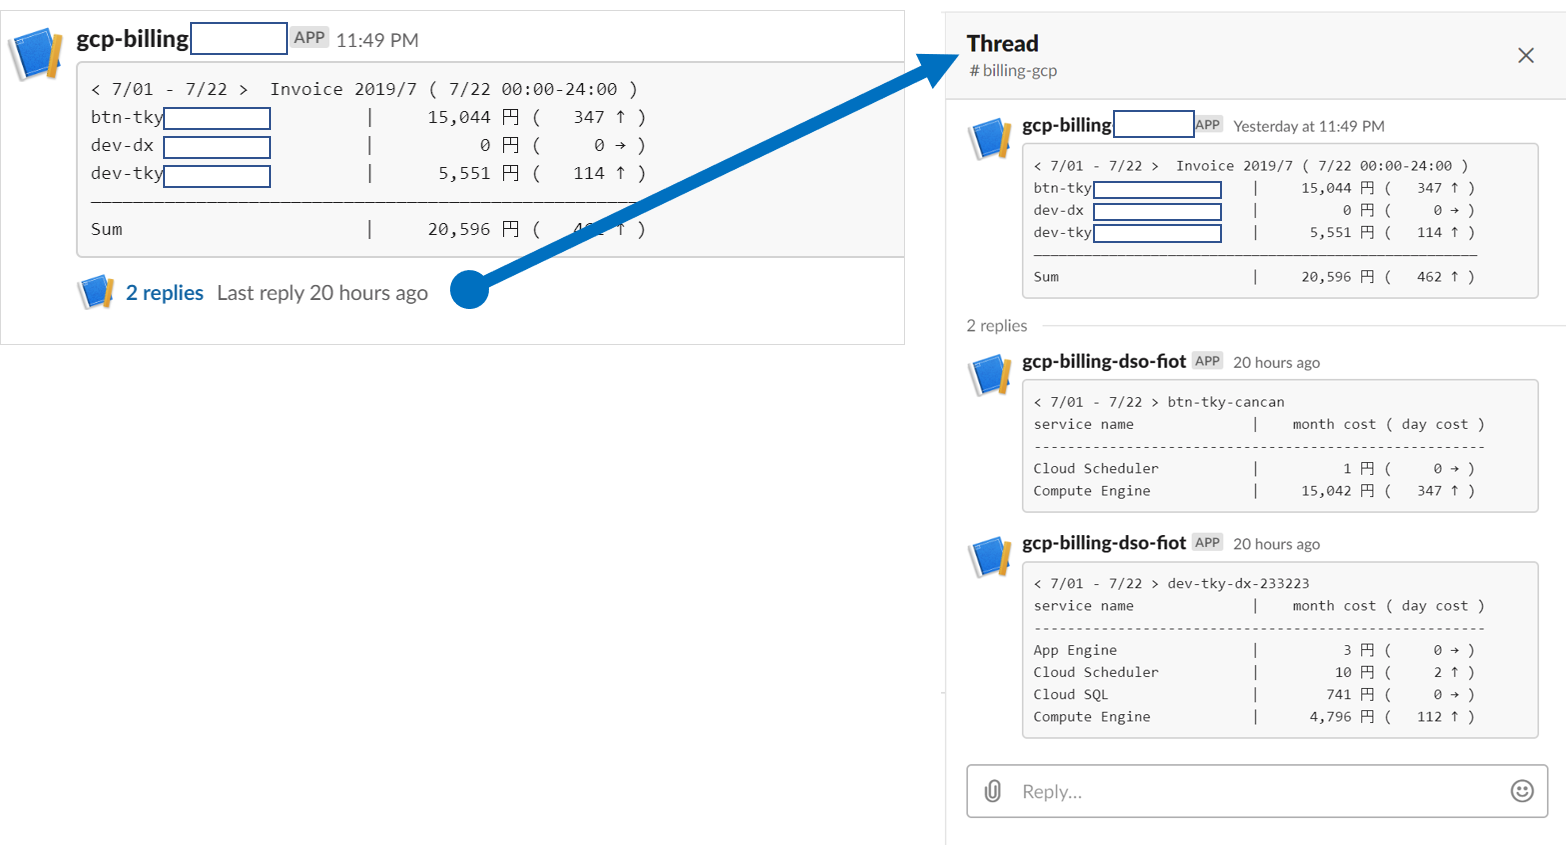 gcp-billing APP 11:49 PM
< 7/01 - 7/22 > Invoice 2019/7 ( 7/22 00:00-24:00 )
btn-tky | 15,044 円 ( 347 ↑ )
dev-dx | 0 円 ( 0 → )
dev-tky | 5,551 円 ( 114 ↑ )
Sum | 20,596 円 ( 462 ↑ )
2 replies Last reply 20 hours ago
Thread
# billing-gcp
gcp-billing APP Yesterday at 11:49 PM
< 7/01 - 7/22 > Invoice 2019/7 ( 7/22 00:00-24:00 )
btn-tky | 15,044 円 ( 347 ↑ )
dev-dx | 0 円 ( 0 → )
dev-tky | 5,551 円 ( 114 ↑ )
Sum | 20,596 円 ( 462 ↑ )
2 replies
gcp-billing-dso-fiot APP 20 hours ago
< 7/01 - 7/22 > btn-tky-cancan
service name | month cost ( day cost )
-----------------------------------------------------
Cloud Scheduler | 1 円 ( 0 → )
Compute Engine | 15,042 円 ( 347 ↑ )
gcp-billing-dso-fiot APP 20 hours ago
< 7/01 - 7/22 > dev-tky-dx-233223
service name | month cost ( day cost )
-----------------------------------------------------
App Engine | 3 円 ( 0 → )
Cloud Scheduler | 10 円 ( 2 ↑ )
Cloud SQL | 741 円 ( 0 → )
Compute Engine | 4,796 円 ( 112 ↑ )
Reply...